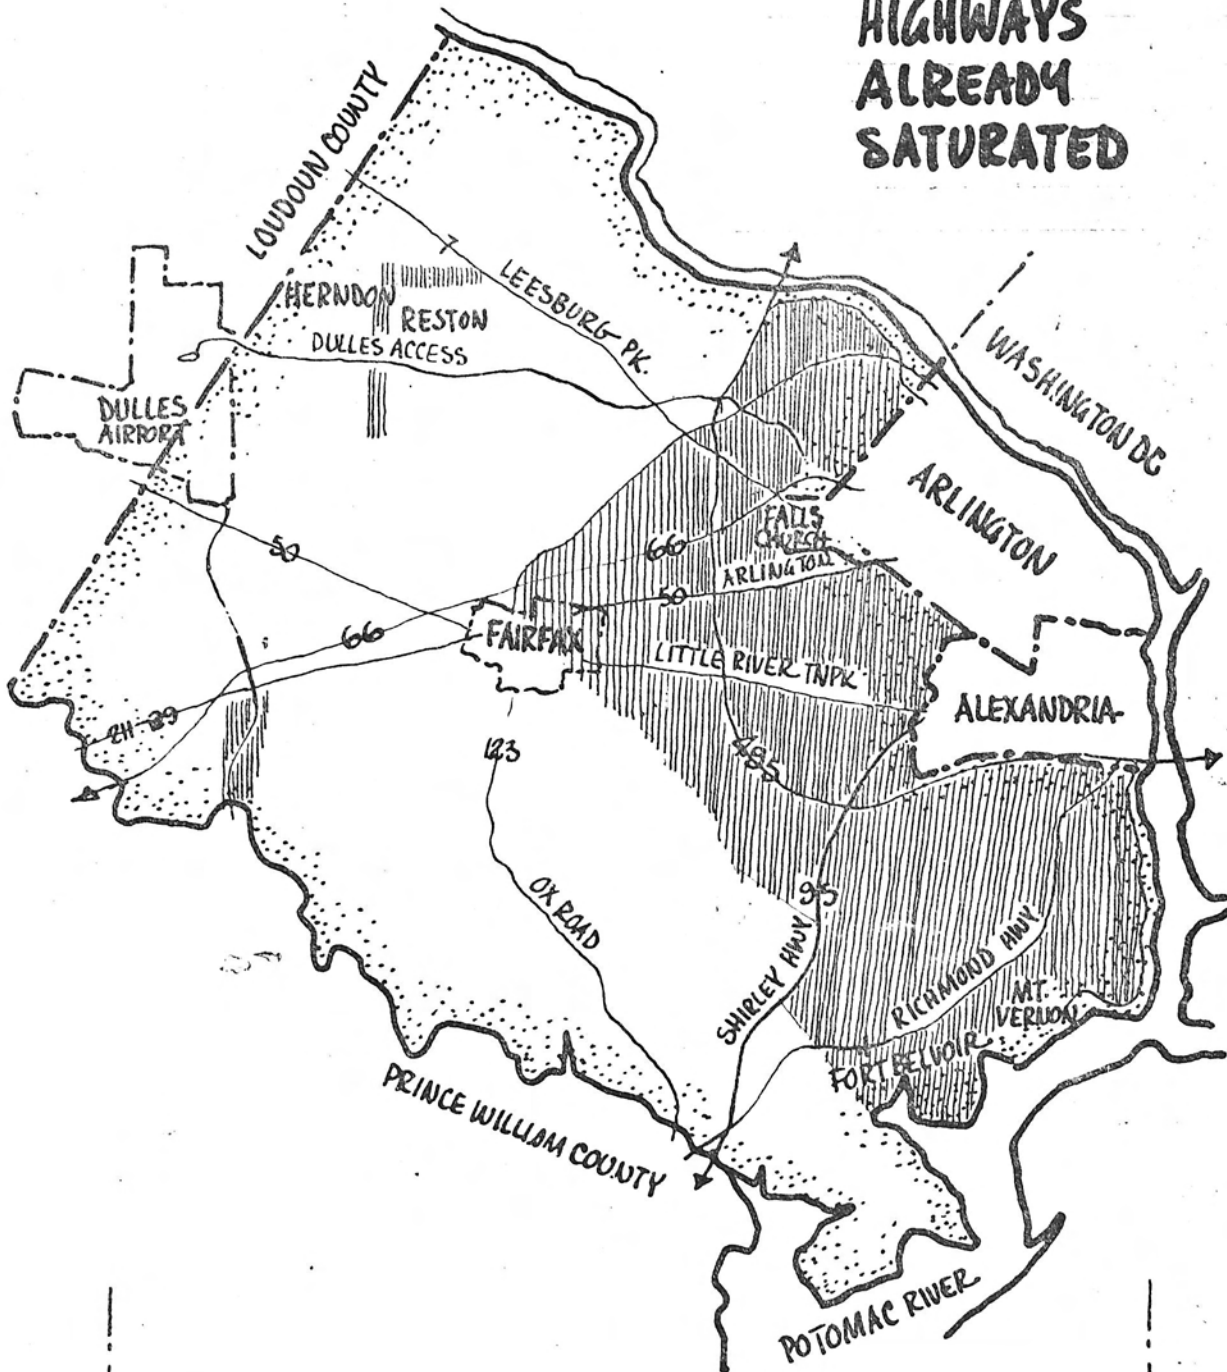 HIGHWAYS
ALREADY
SATURATED
LOUDOUN COUNTY
7
LEESBURG PK.
HERNDON
RESTON
DULLES ACCESS
WASHINGTON DC
DULLES
AIRPORT
ARLINGTON
50
FALLS
CHURCH
66
ARLINGTON
50
66
FAIRFAX
LITTLE RIVER TNPK
ALEXANDRIA
211-29
123
495
OX ROAD
95
SHIRLEY HWY
RICHMOND HWY
MT.
VERNON
FORT BELVOIR
PRINCE WILLIAM COUNTY
POTOMAC RIVER